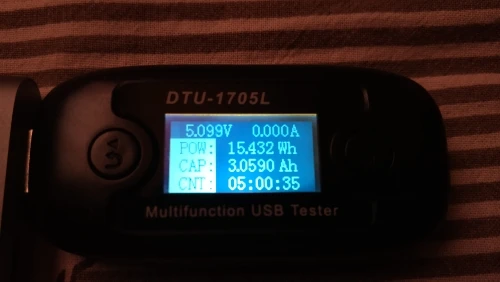 DTU-1705L
5.099V 0.000A
POW: 15.432 Wh
CAP: 3.0590 Ah
CNT: 05:00:35
Multifunction USB Tester